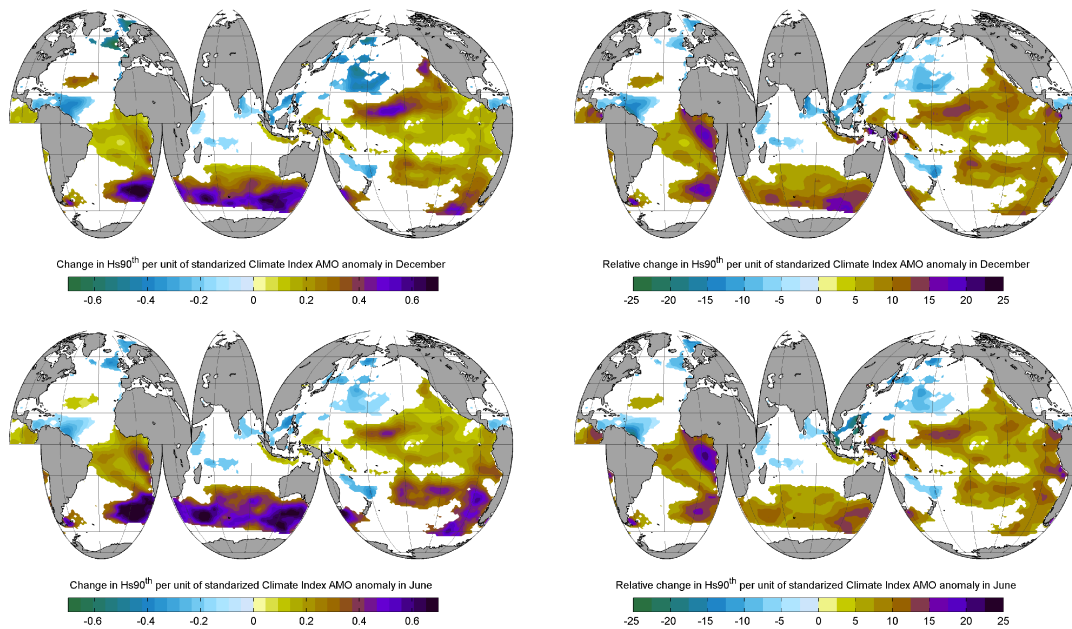 Change in Hs90th per unit of standarized Climate Index AMO anomaly in December
-0.6 -0.4 -0.2 0 0.2 0.4 0.6
Relative change in Hs90th per unit of standarized Climate Index AMO anomaly in December
-25 -20 -15 -10 -5 0 5 10 15 20 25
Change in Hs90th per unit of standarized Climate Index AMO anomaly in June
-0.6 -0.4 -0.2 0 0.2 0.4 0.6
Relative change in Hs90th per unit of standarized Climate Index AMO anomaly in June
-25 -20 -15 -10 -5 0 5 10 15 20 25